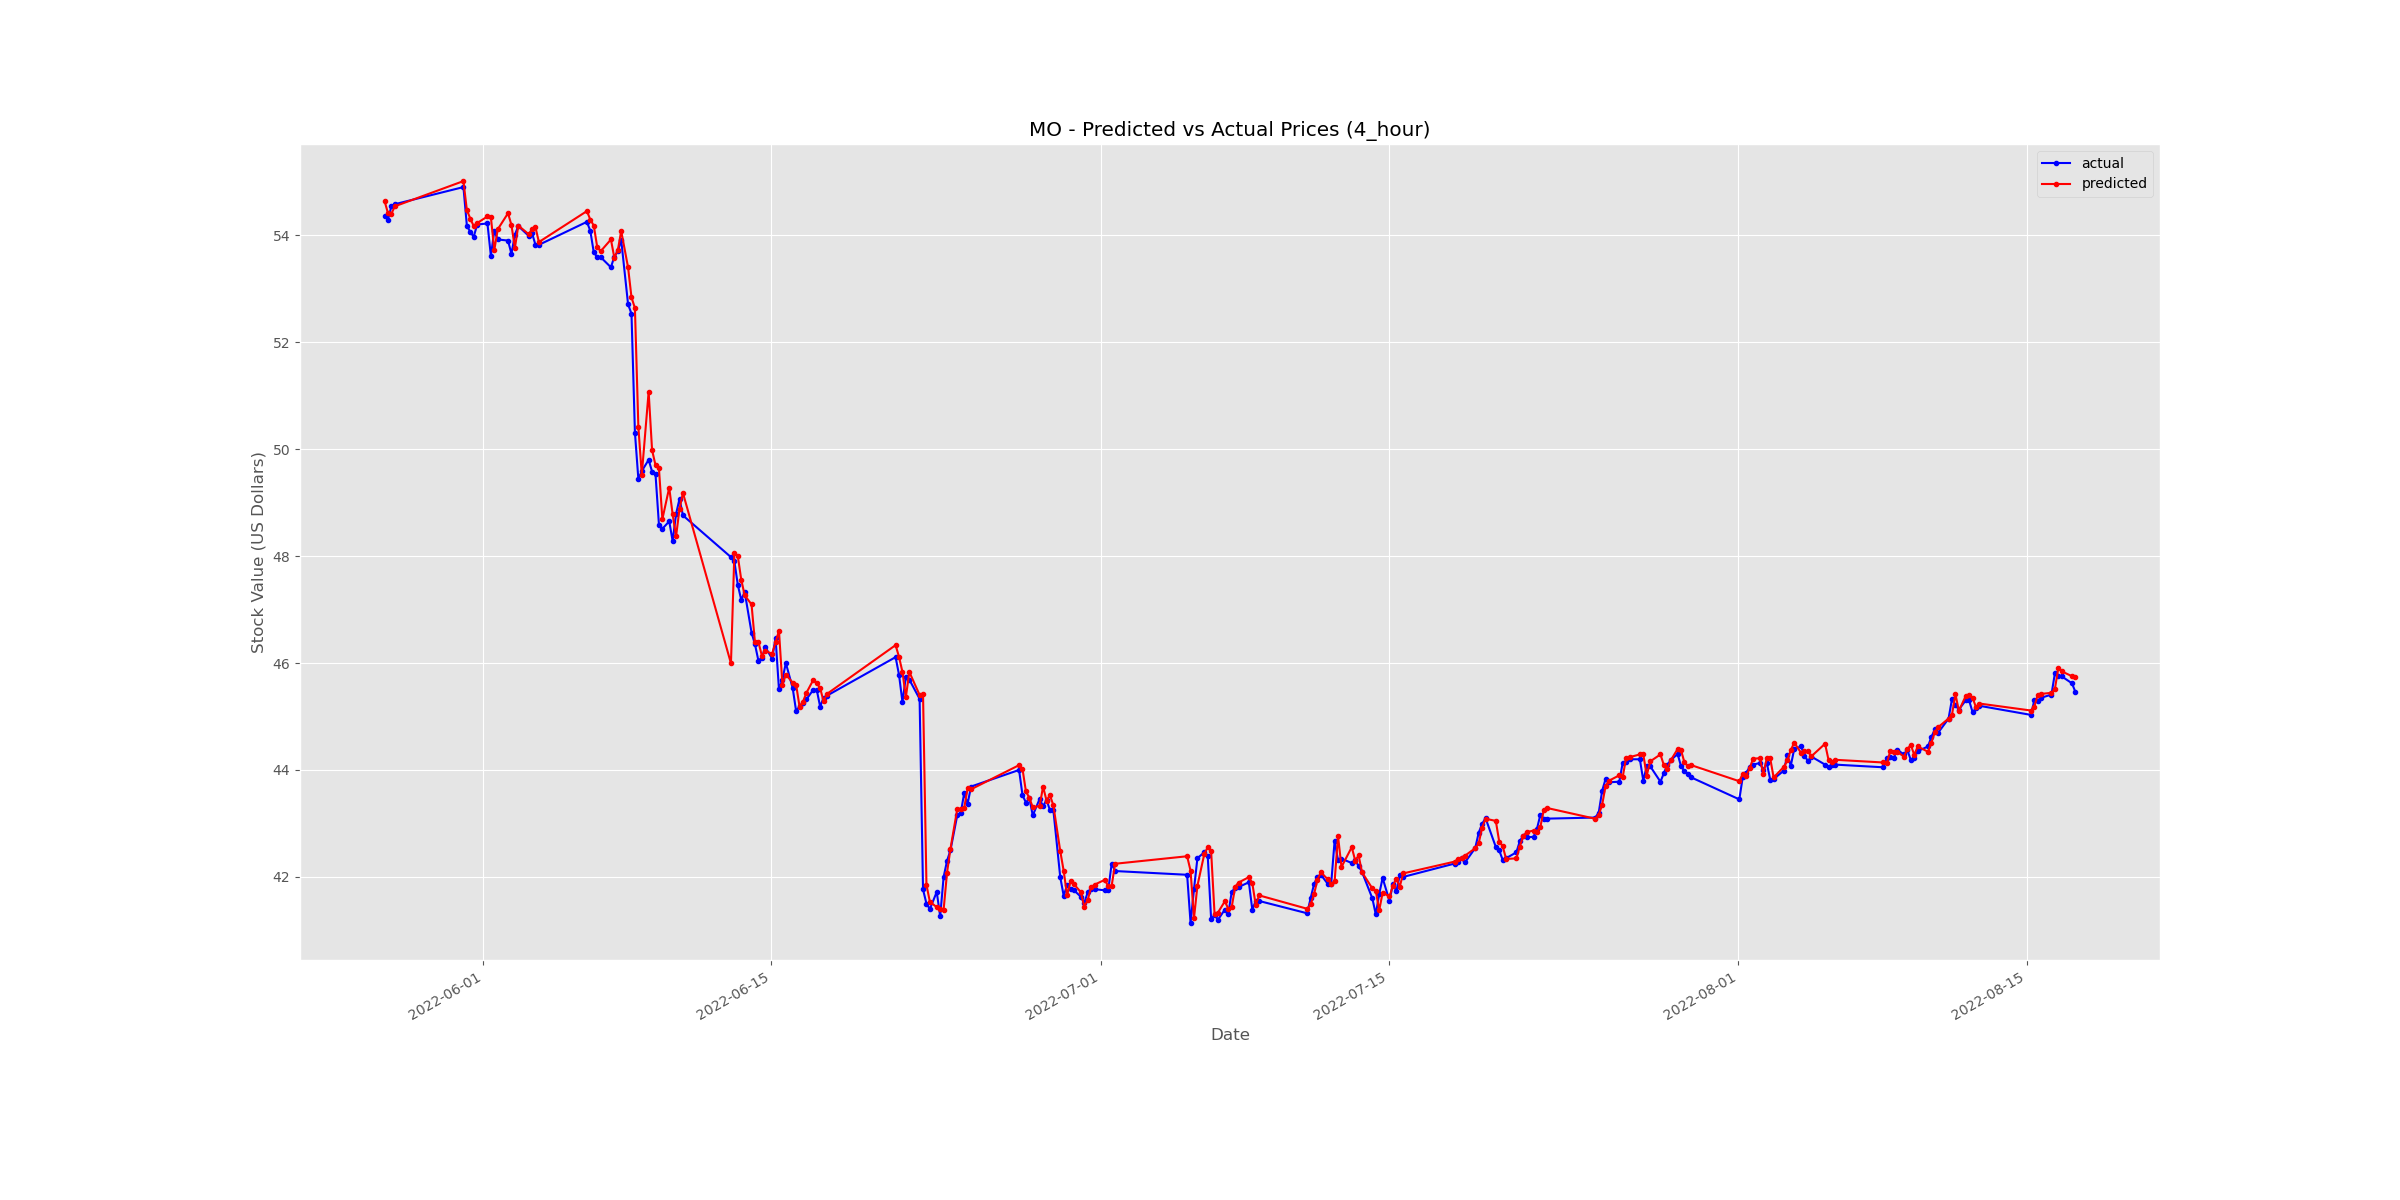 MO - Predicted vs Actual Prices (4_hour)
actual
predicted
54
52
50
48
46
44
42
Stock Value (US Dollars)
2022-06-01
2022-06-15
2022-07-01
2022-07-15
2022-08-01
2022-08-15
Date